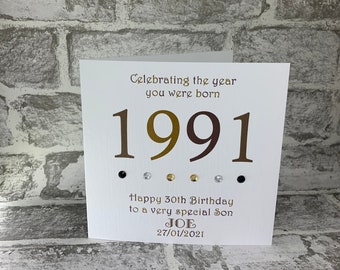 Celebrating the year
you were born
1991
Happy 30th Birthday
to a very special Son
JOE
27/01/2021